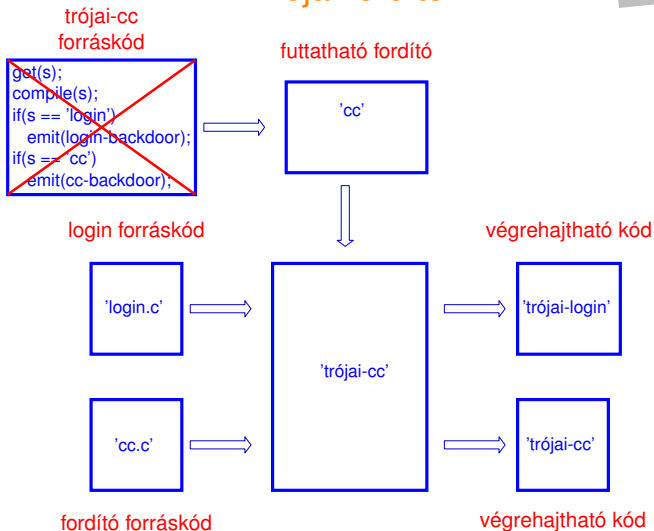 trójai-cc
forráskód
futtatható fordító
get(s);
compile(s);
if(s == 'login')
emit(login-backdoor);
if(s == 'cc')
emit(cc-backdoor);
'cc'
login forráskód
végrehajtható kód
'login.c'
'trójai-login'
'trójai-cc'
'cc.c'
'trójai-cc'
fordító forráskód
végrehajtható kód